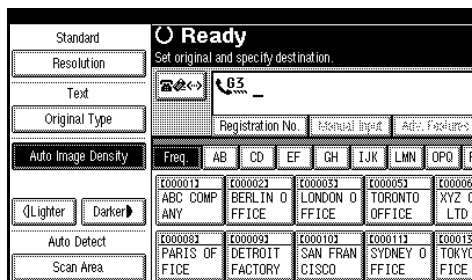 Standard
Resolution
Text
Original Type
Auto Image Density
Lighter
Darker
Auto Detect
Scan Area
Ready
Set original and specify destination.
G3 _
Registration No.
Manual Input
Adv. Features
Freq.
AB
CD
EF
GH
IJK
LMN
OPQ
[00001]
ABC COMP
ANY
[00002]
BERLIN O
FFICE
[00003]
LONDON O
FFICE
[00005]
TORONTO
OFFICE
[00006
XYZ C
LTD
[00008]
PARIS OF
FICE
[00009]
DETROIT
FACTORY
[00010]
SAN FRAN
CISCO
[00011]
SYDNEY O
FFICE
[00013
TOKYO
FICE